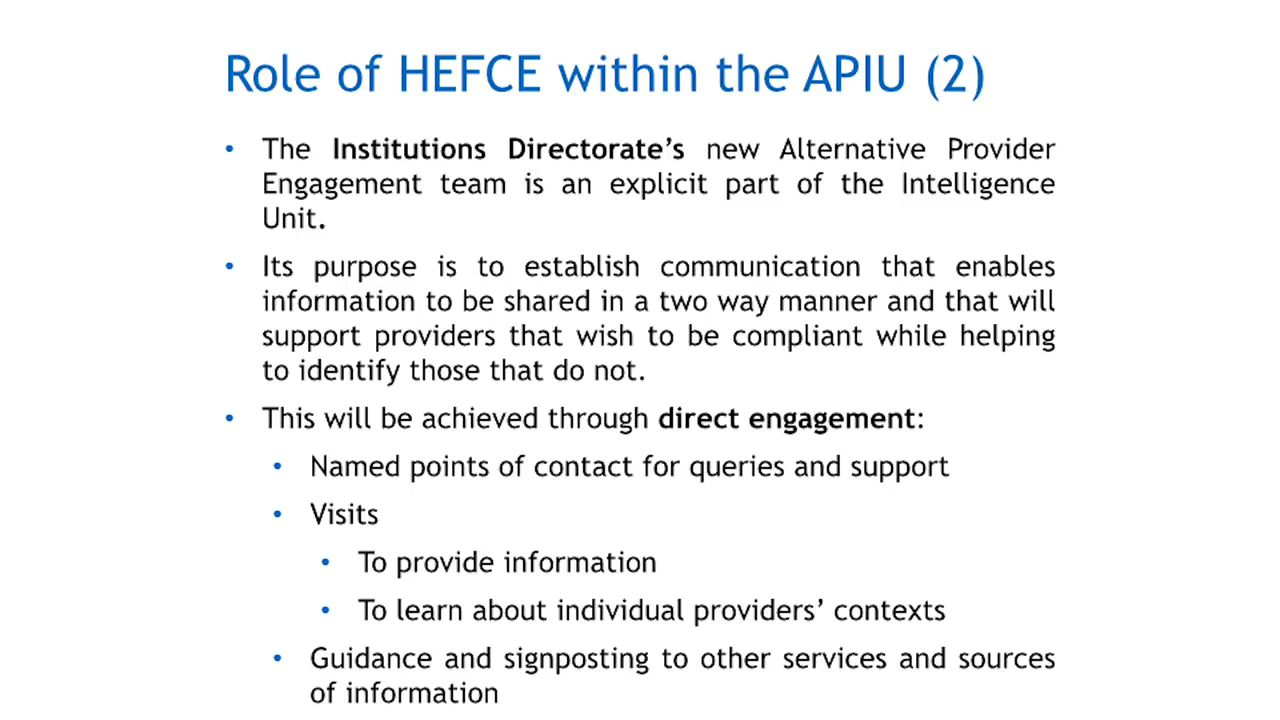 Role of HEFCE within the APIU (2)
• The Institutions Directorate’s new Alternative Provider
Engagement team is an explicit part of the Intelligence
Unit.
• Its purpose is to establish communication that enables
information to be shared in a two way manner and that will
support providers that wish to be compliant while helping
to identify those that do not.
• This will be achieved through direct engagement:
• Named points of contact for queries and support
• Visits
• To provide information
• To learn about individual providers’ contexts
• Guidance and signposting to other services and sources
of information